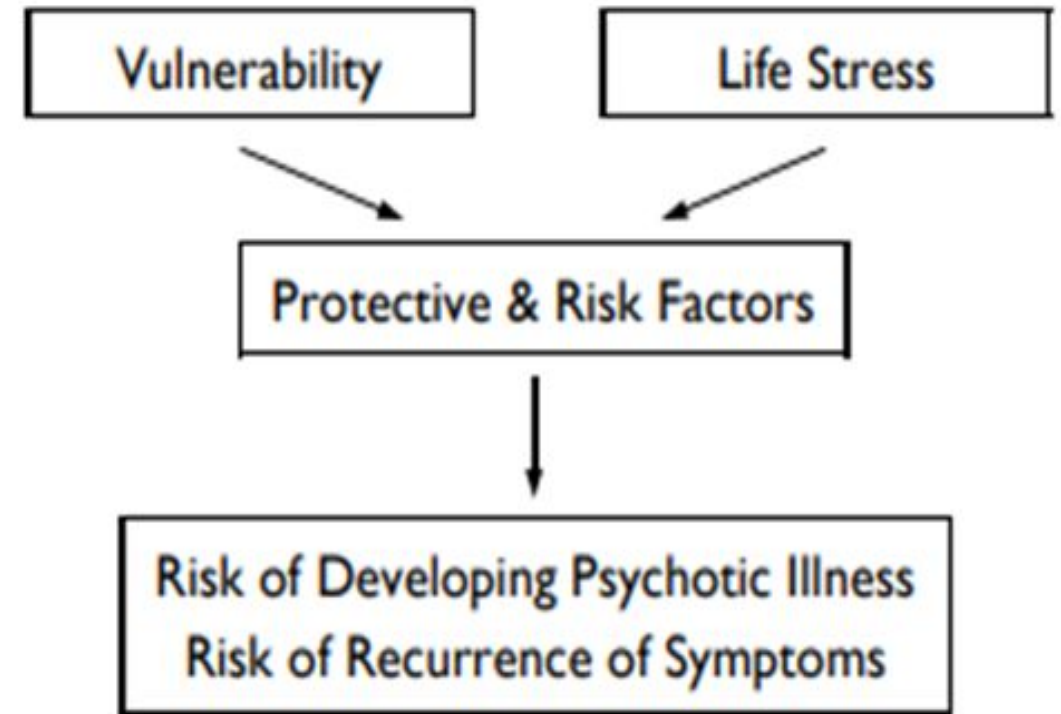 Vulnerability
Life Stress
Protective & Risk Factors
Risk of Developing Psychotic Illness
Risk of Recurrence of Symptoms